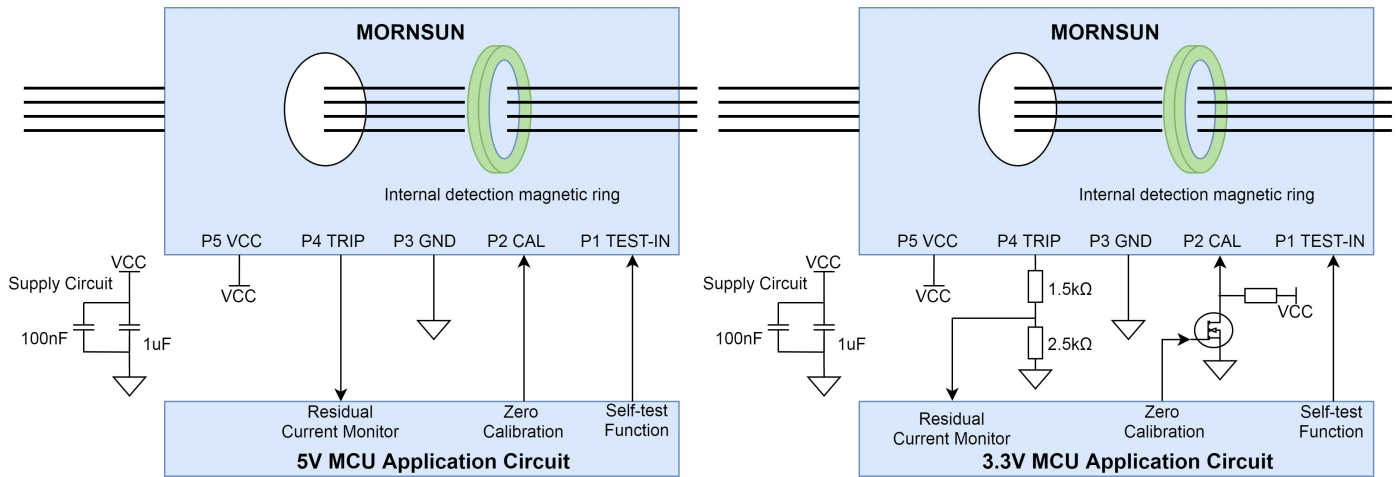 MORNSUN
Internal detection magnetic ring
P5 VCC P4 TRIP P3 GND P2 CAL P1 TEST-IN
VCC
Supply Circuit
VCC
100nF
1uF
Residual
Current Monitor
Zero
Calibration
Self-test
Function
5V MCU Application Circuit
MORNSUN
Internal detection magnetic ring
P5 VCC P4 TRIP P3 GND P2 CAL P1 TEST-IN
VCC
Supply Circuit
VCC
1.5kΩ
VCC
100nF
1uF
2.5kΩ
Residual
Current Monitor
Zero
Calibration
Self-test
Function
3.3V MCU Application Circuit